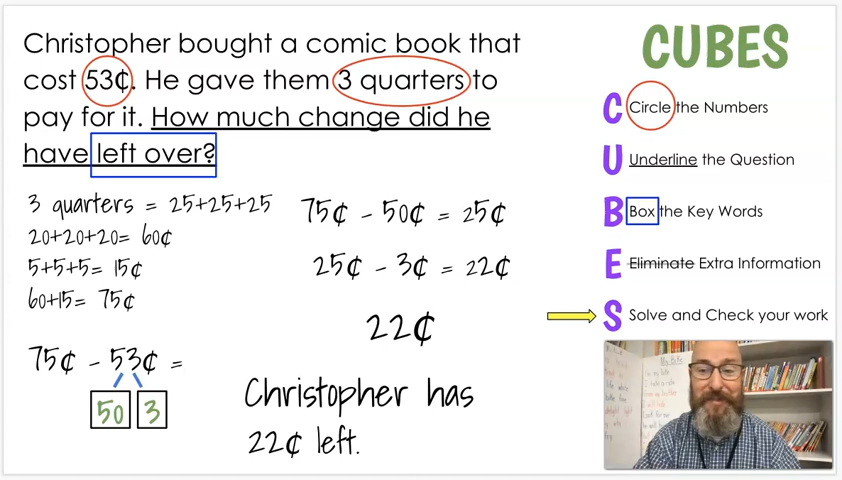 Christopher bought a comic book that
cost 53¢. He gave them 3 quarters to
pay for it. How much change did he
have left over?
3 quarters = 25+25+25
20+20+20= 60¢
5+5+5= 15¢
60+15= 75¢
75¢ - 53¢ =
50 3
75¢ - 50¢ = 25¢
25¢ - 3¢ = 22¢
22¢
Christopher has
22¢ left.
CUBES
C Circle the Numbers
U Underline the Question
B Box the Key Words
E Eliminate Extra Information
S Solve and Check your work
My Bike